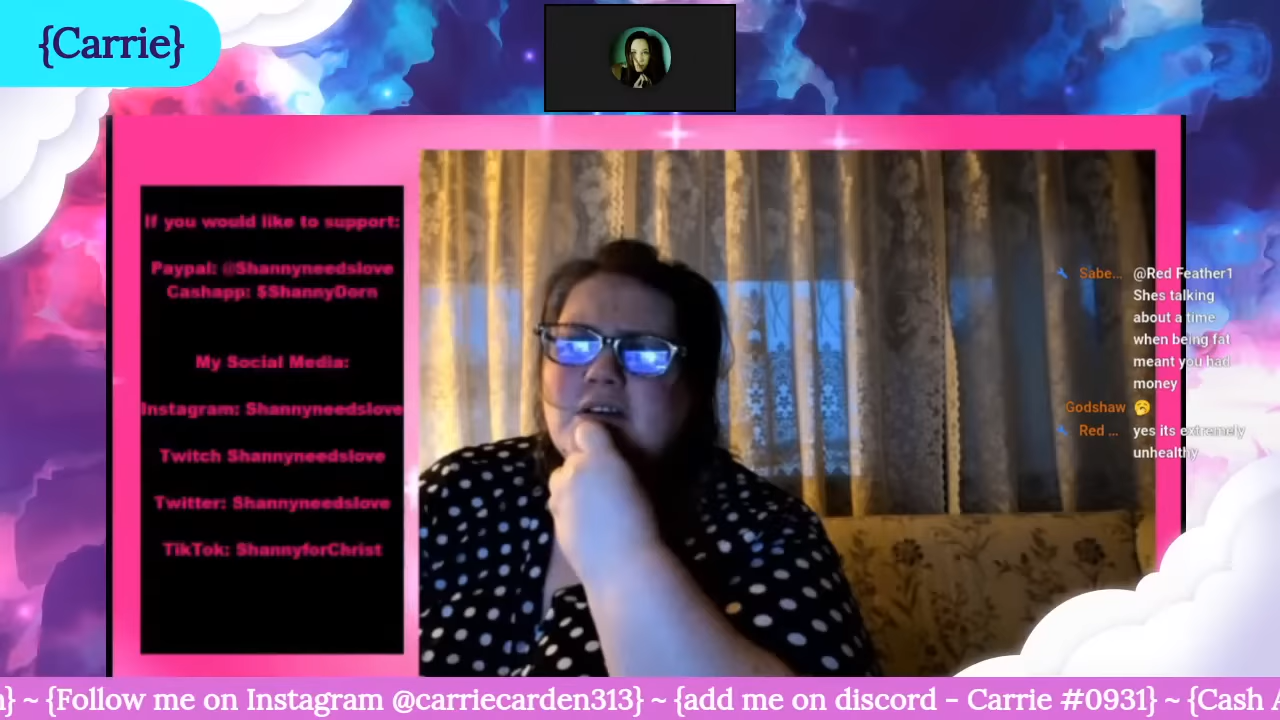 {Carrie}
If you would like to support:
Paypal: @Shannyneedslove
Cashapp: $ShannyDorn
My Social Media:
Instagram: Shannyneedslove
Twitch Shannyneedslove
Twitter: Shannyneedslove
TikTok: ShannyforChrist
Sabe... @Red Feather1
Shes talking
about a time
when being fat
meant you had
money
Godshaw 🥱
Red ... yes its extremely
unhealthy
} ~ {Follow me on Instagram @carriecarden313} ~ {add me on discord - Carrie #0931} ~ {Cash